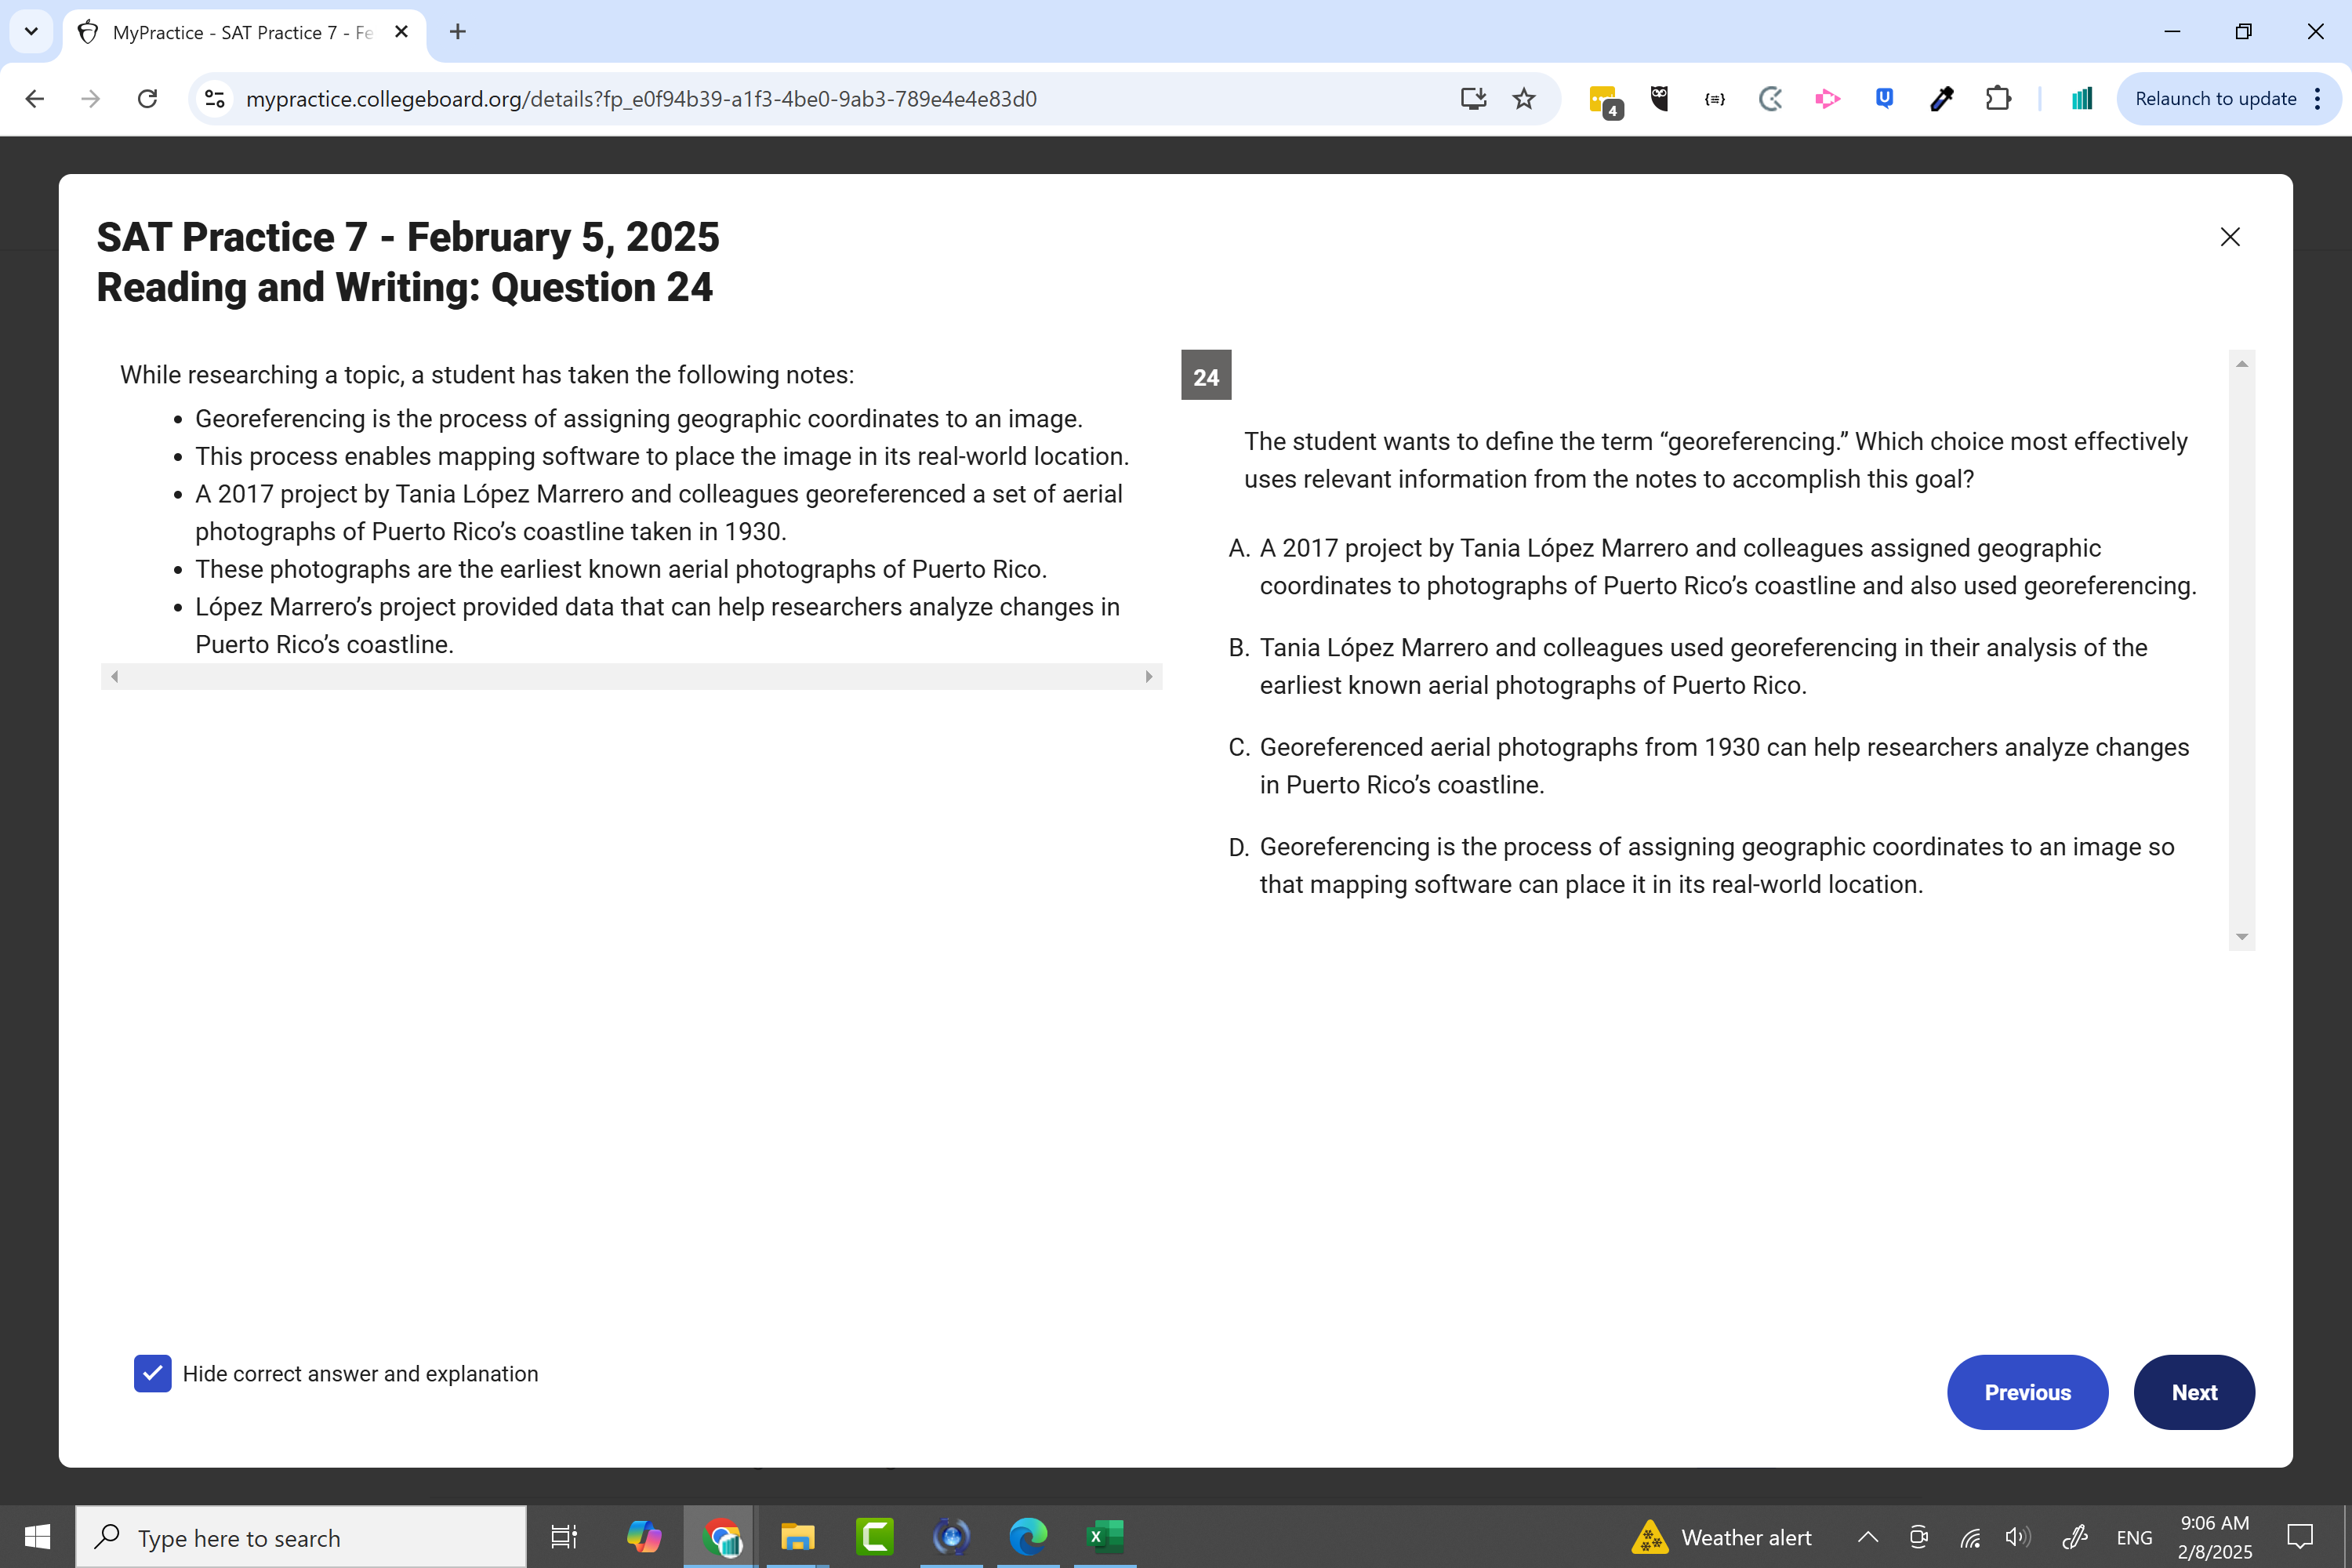 MyPractice - SAT Practice 7 - Fe
mypractice.collegeboard.org/details?fp_e0f94b39-a1f3-4be0-9ab3-789e4e4e83d0
4
Relaunch to update
SAT Practice 7 - February 5, 2025
Reading and Writing: Question 24
While researching a topic, a student has taken the following notes:
• Georeferencing is the process of assigning geographic coordinates to an image.
• This process enables mapping software to place the image in its real-world location.
• A 2017 project by Tania López Marrero and colleagues georeferenced a set of aerial
photographs of Puerto Rico’s coastline taken in 1930.
• These photographs are the earliest known aerial photographs of Puerto Rico.
• López Marrero’s project provided data that can help researchers analyze changes in
Puerto Rico’s coastline.
24
The student wants to define the term “georeferencing.” Which choice most effectively
uses relevant information from the notes to accomplish this goal?
A. A 2017 project by Tania López Marrero and colleagues assigned geographic
coordinates to photographs of Puerto Rico’s coastline and also used georeferencing.
B. Tania López Marrero and colleagues used georeferencing in their analysis of the
earliest known aerial photographs of Puerto Rico.
C. Georeferenced aerial photographs from 1930 can help researchers analyze changes
in Puerto Rico’s coastline.
D. Georeferencing is the process of assigning geographic coordinates to an image so
that mapping software can place it in its real-world location.
Hide correct answer and explanation
Previous
Next
Type here to search
Weather alert
ENG
9:06 AM
2/8/2025